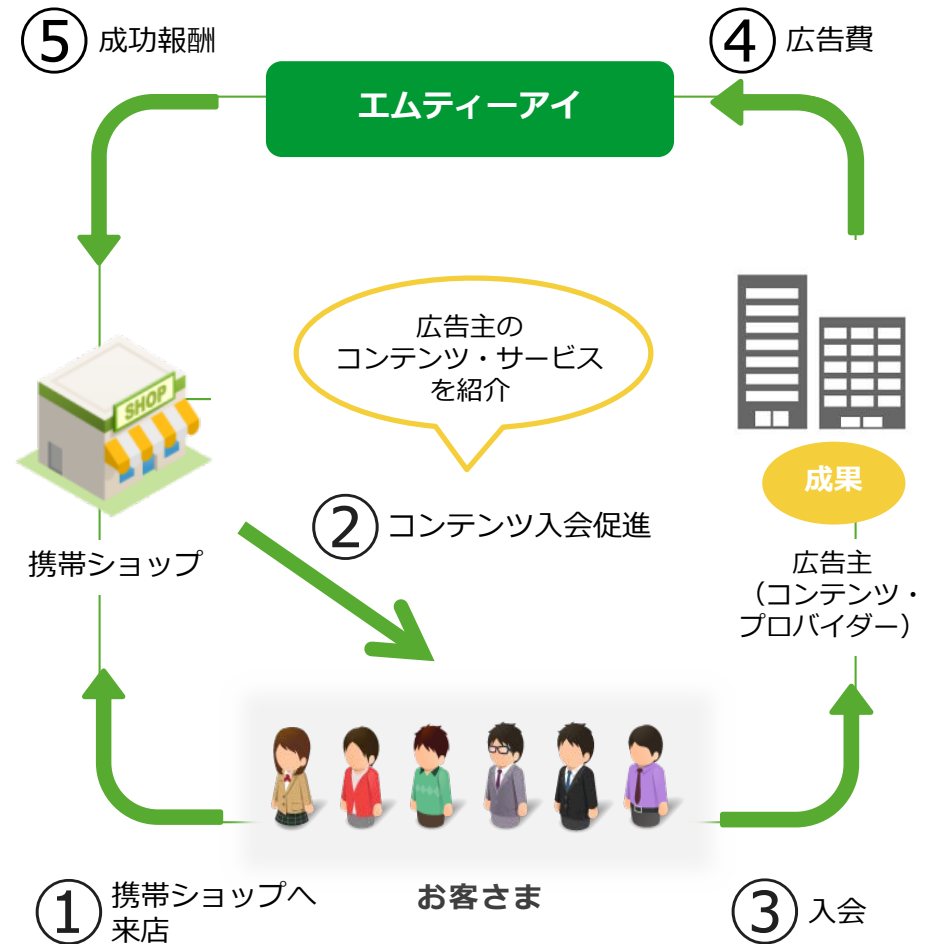 ⑤ 成功報酬
④ 広告費
エムティーアイ
広告主の
コンテンツ・サービス
を紹介
SHOP
成果
② コンテンツ入会促進
携帯ショップ
広告主
（コンテンツ・
プロバイダー）
① 携帯ショップへ
来店
お客さま
③ 入会